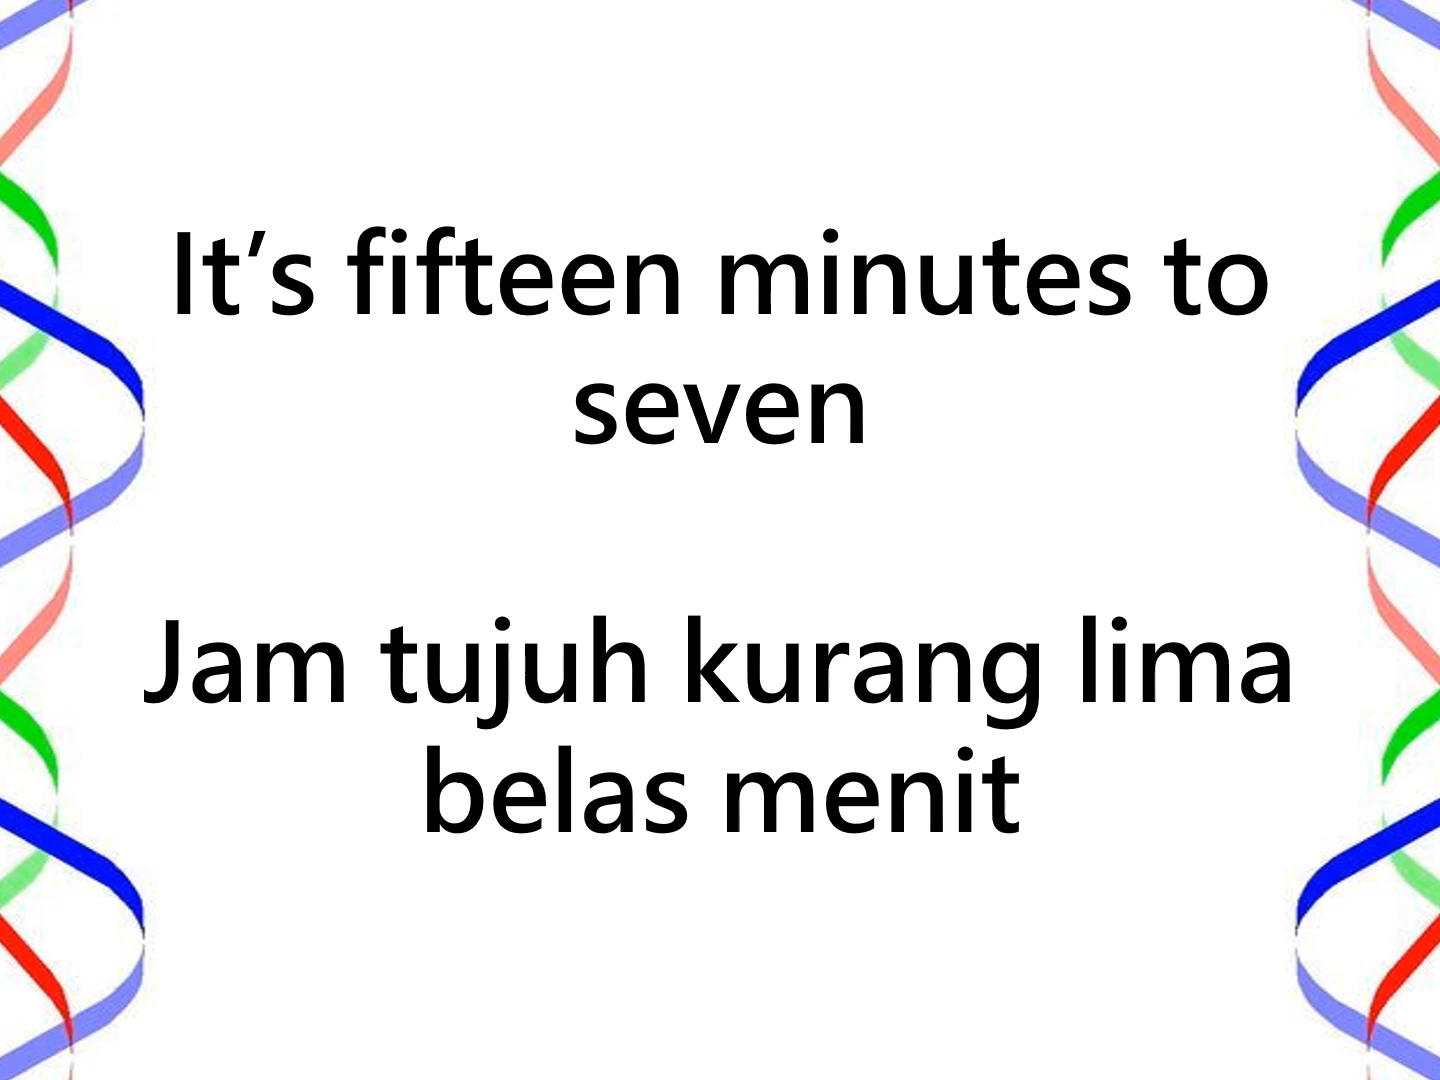 It’s fifteen minutes to
seven
Jam tujuh kurang lima
belas menit